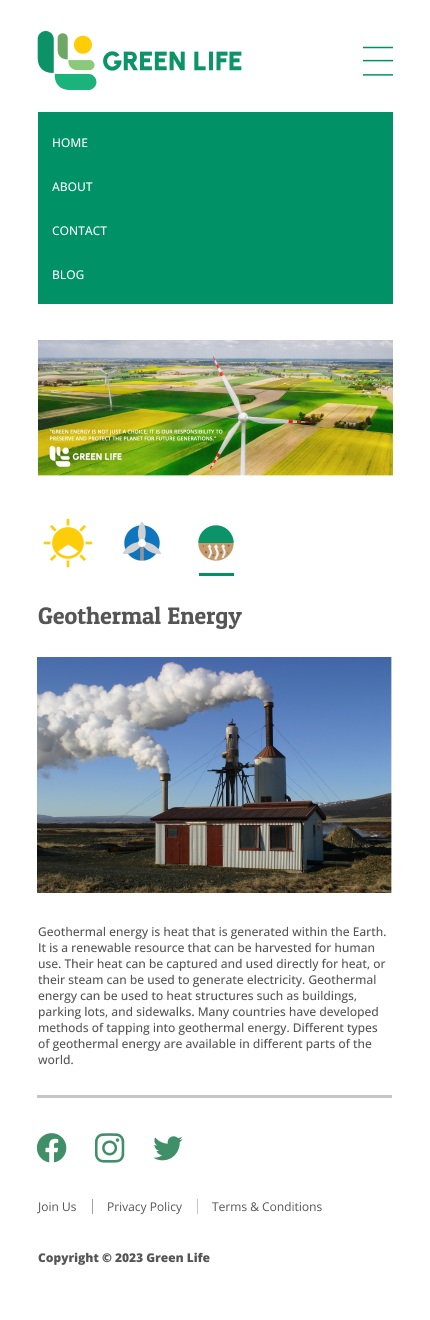 GREEN LIFE
HOME
ABOUT
CONTACT
BLOG
"GREEN ENERGY IS NOT JUST A CHOICE; IT IS OUR RESPONSIBILITY TO
PRESERVE AND PROTECT THE PLANET FOR FUTURE GENERATIONS."
GREEN LIFE
Geothermal Energy
Geothermal energy is heat that is generated within the Earth.
It is a renewable resource that can be harvested for human
use. Their heat can be captured and used directly for heat, or
their steam can be used to generate electricity. Geothermal
energy can be used to heat structures such as buildings,
parking lots, and sidewalks. Many countries have developed
methods of tapping into geothermal energy. Different types
of geothermal energy are available in different parts of the
world.
Join Us
Privacy Policy
Terms & Conditions
Copyright © 2023 Green Life